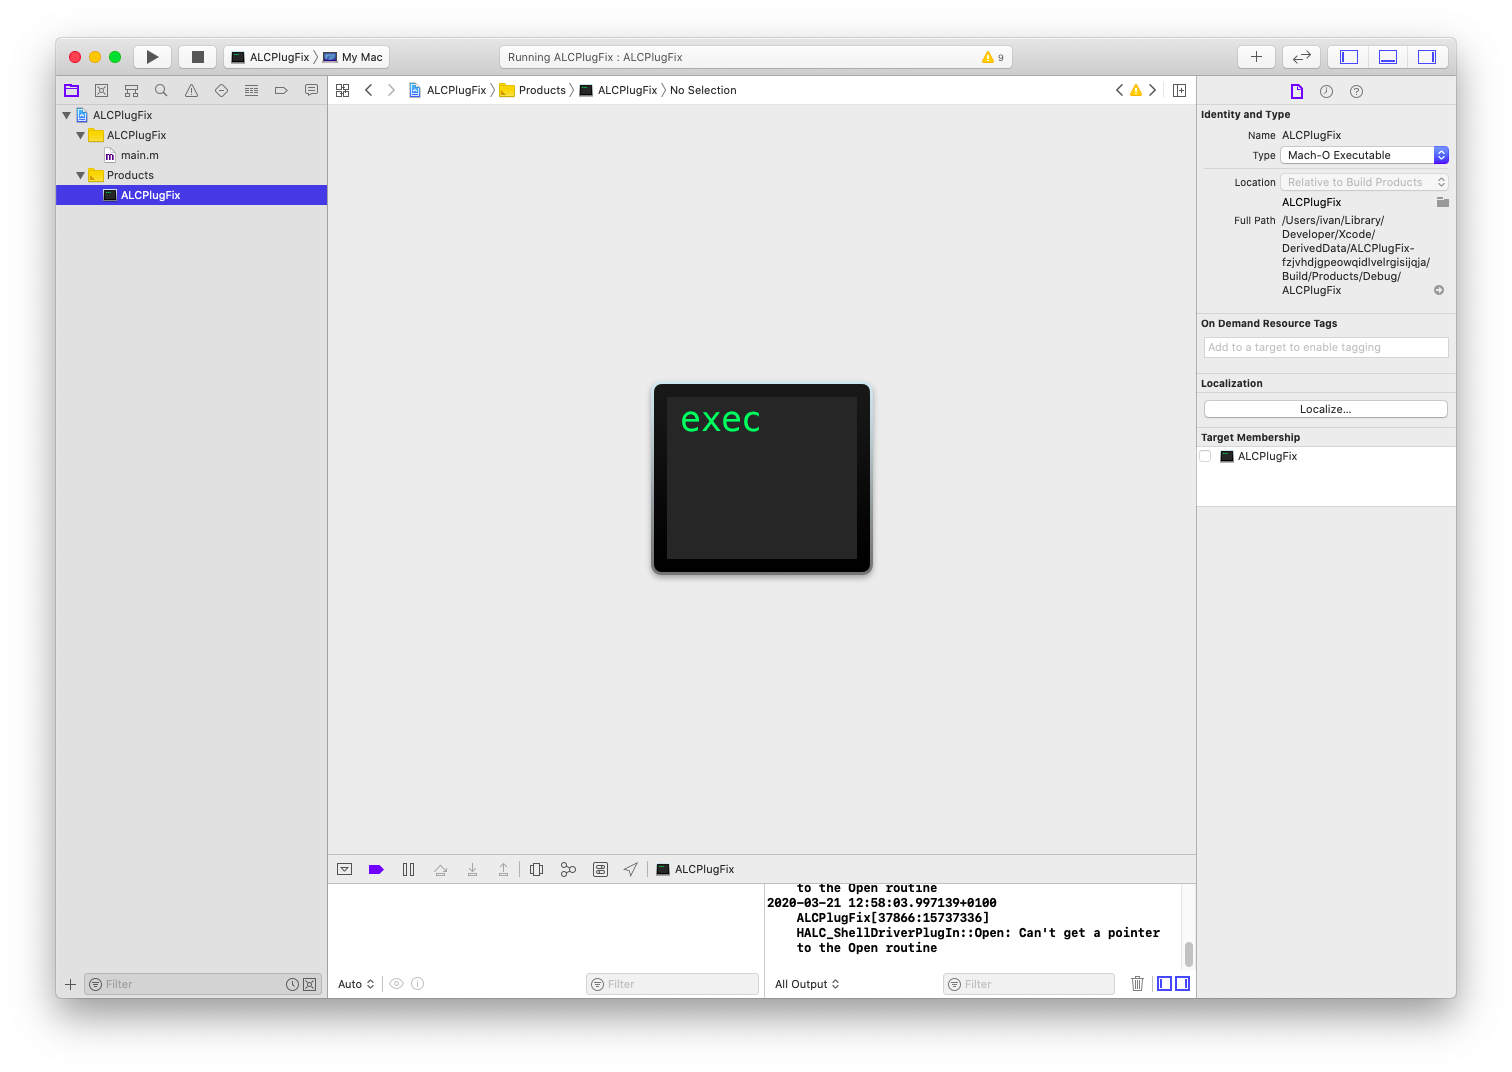 ALCPlugFix 〉 My Mac
Running ALCPlugFix : ALCPlugFix
9
ALCPlugFix 〉 Products 〉 ALCPlugFix 〉 No Selection
ALCPlugFix
ALCPlugFix
m main.m
Products
ALCPlugFix
exec
Identity and Type
Name ALCPlugFix
Type Mach-O Executable
Location Relative to Build Products
ALCPlugFix
Full Path /Users/ivan/Library/
Developer/Xcode/
DerivedData/ALCPlugFix-
fzjvhdjgpeowqidlvelrgisijqja/
Build/Products/Debug/
ALCPlugFix
On Demand Resource Tags
Add to a target to enable tagging
Localization
Localize...
Target Membership
ALCPlugFix
ALCPlugFix
to the Open routine
2020-03-21 12:58:03.997139+0100
ALCPlugFix[37866:15737336]
HALC_ShellDriverPlugIn::Open: Can't get a pointer
to the Open routine
Filter
Auto
Filter
All Output
Filter